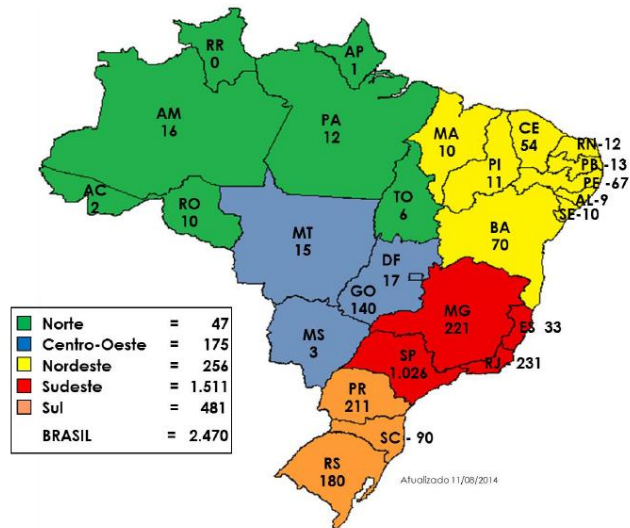 RR
0
AP
1
AM
16
PA
12
MA
10
CE
54
RN-12
PB -13
PI
11
PE -67
AL-9
SE-10
AC
2
RO
10
TO
6
BA
70
MT
15
DF
17
GO
140
MG
221
MS
3
ES 33
SP
1.026
RJ 231
PR
211
SC - 90
RS
180
Norte = 47
Centro-Oeste = 175
Nordeste = 256
Sudeste = 1.511
Sul = 481
BRASIL = 2.470
Atualizado 11/08/2014